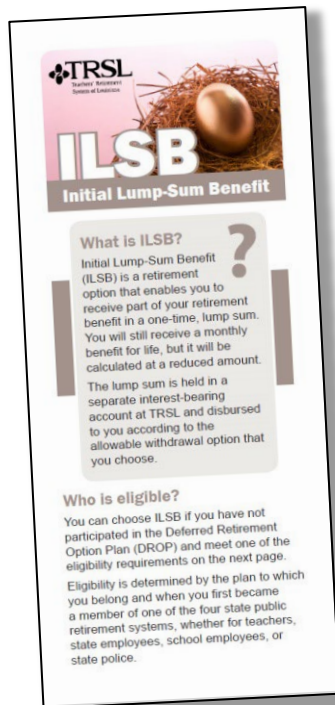 TRSL
Teachers' Retirement
System of Louisiana
ILSB
Initial Lump-Sum Benefit
What is ILSB?
?
Initial Lump-Sum Benefit
(ILSB) is a retirement
option that enables you to
receive part of your retirement
benefit in a one-time, lump sum.
You will still receive a monthly
benefit for life, but it will be
calculated at a reduced amount.
The lump sum is held in a
separate interest-bearing
account at TRSL and disbursed
to you according to the
allowable withdrawal option that
you choose.
Who is eligible?
You can choose ILSB if you have not
participated in the Deferred Retirement
Option Plan (DROP) and meet one of the
eligibility requirements on the next page.
Eligibility is determined by the plan to which
you belong and when you first became
a member of one of the four state public
retirement systems, whether for teachers,
state employees, school employees, or
state police.